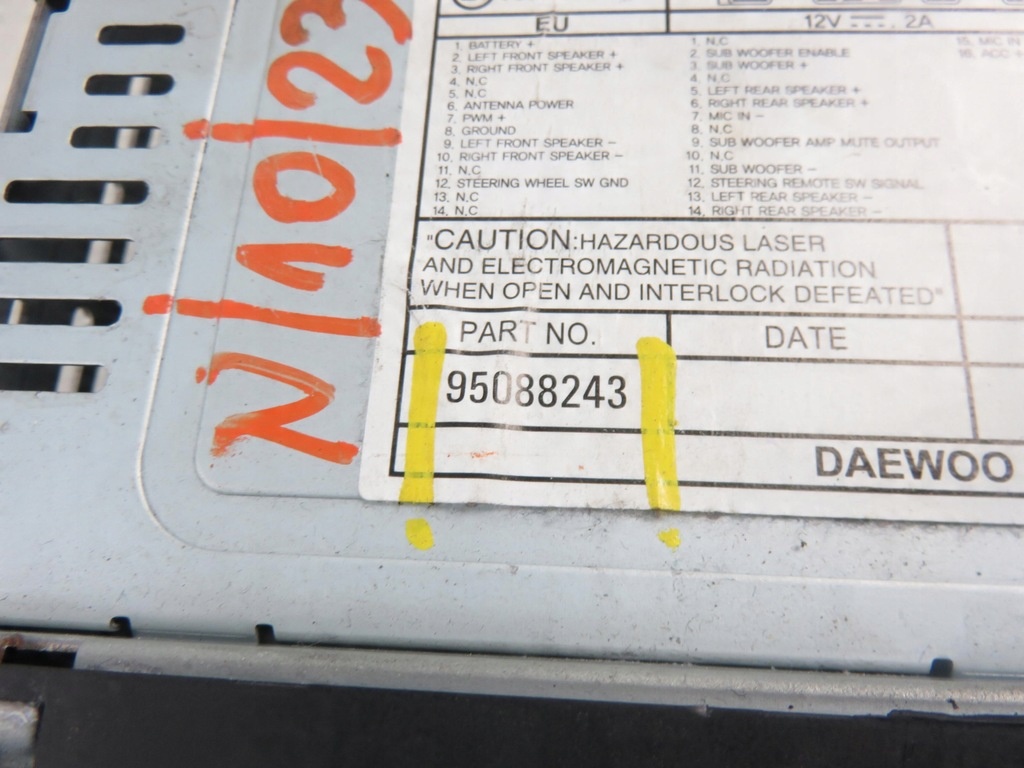 EU
12V 2A
1. BATTERY +
2. LEFT FRONT SPEAKER +
3. RIGHT FRONT SPEAKER +
4. N.C
5. N.C
6. ANTENNA POWER
7. PWM +
8. GROUND
9. LEFT FRONT SPEAKER -
10. RIGHT FRONT SPEAKER -
11. N.C
12. STEERING WHEEL SW GND
13. N.C
14. N.C
1. N.C
2. SUB WOOFER ENABLE
3. SUB WOOFER +
4. N.C
5. LEFT REAR SPEAKER +
6. RIGHT REAR SPEAKER +
7. MIC IN -
8. N.C
9. SUB WOOFER AMP MUTE OUTPUT
10. N.C
11. SUB WOOFER -
12. STEERING REMOTE SW SIGNAL
13. LEFT REAR SPEAKER -
14. RIGHT REAR SPEAKER -
15. MIC IN
16. ACC +
"CAUTION:HAZARDOUS LASER
AND ELECTROMAGNETIC RADIATION
WHEN OPEN AND INTERLOCK DEFEATED"
PART NO.
DATE
95088243
DAEWOO
N/10/23